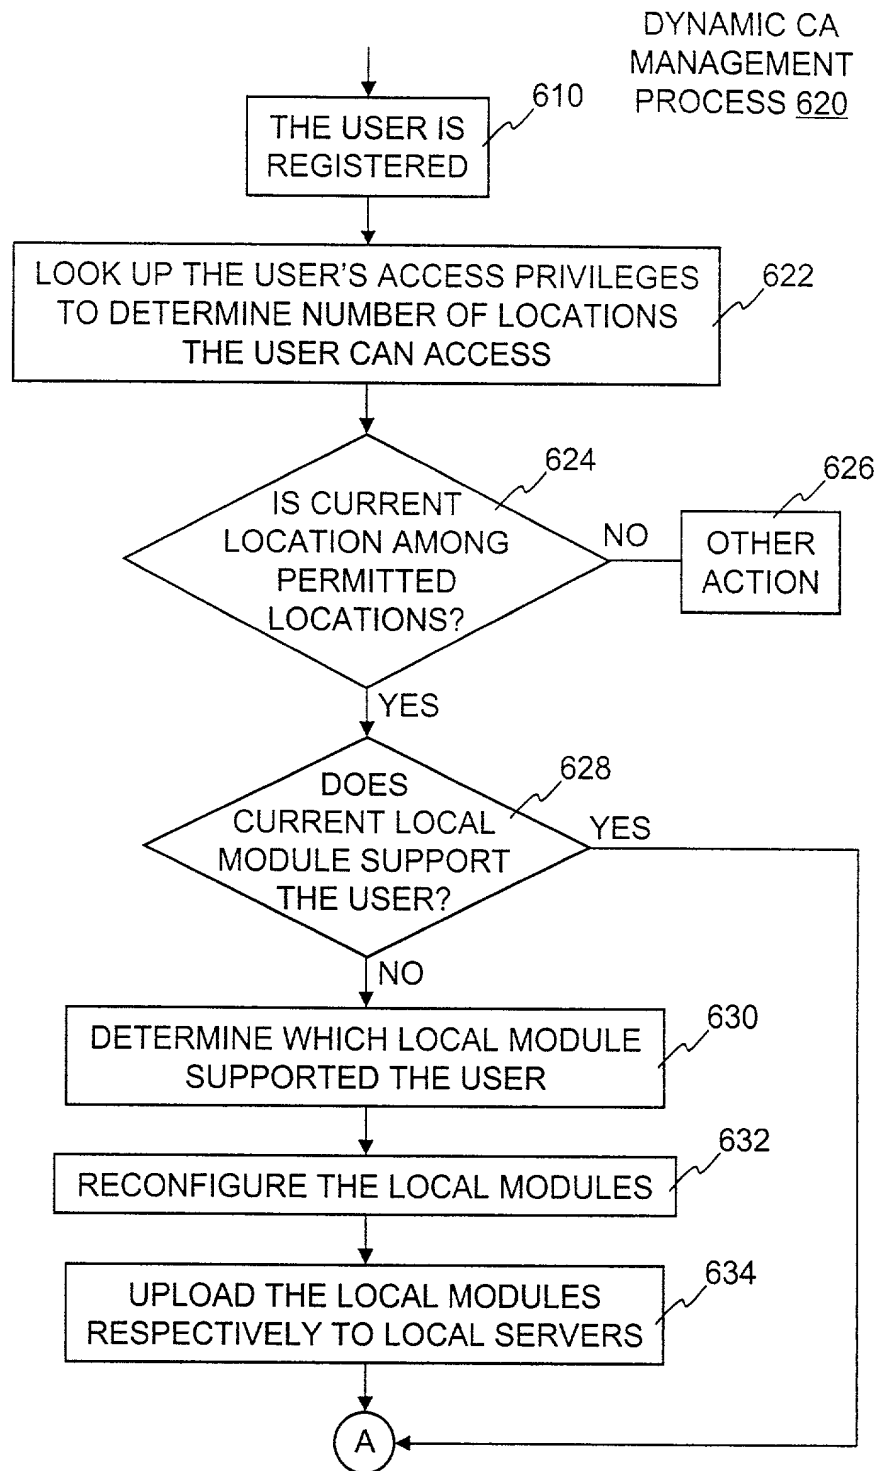 DYNAMIC CA
MANAGEMENT
PROCESS 620
610
THE USER IS
REGISTERED
622
LOOK UP THE USER'S ACCESS PRIVILEGES
TO DETERMINE NUMBER OF LOCATIONS
THE USER CAN ACCESS
624
IS CURRENT
LOCATION AMONG
PERMITTED
LOCATIONS?
NO
626
OTHER
ACTION
YES
628
DOES
CURRENT LOCAL
MODULE SUPPORT
THE USER?
YES
NO
630
DETERMINE WHICH LOCAL MODULE
SUPPORTED THE USER
632
RECONFIGURE THE LOCAL MODULES
634
UPLOAD THE LOCAL MODULES
RESPECTIVELY TO LOCAL SERVERS
A